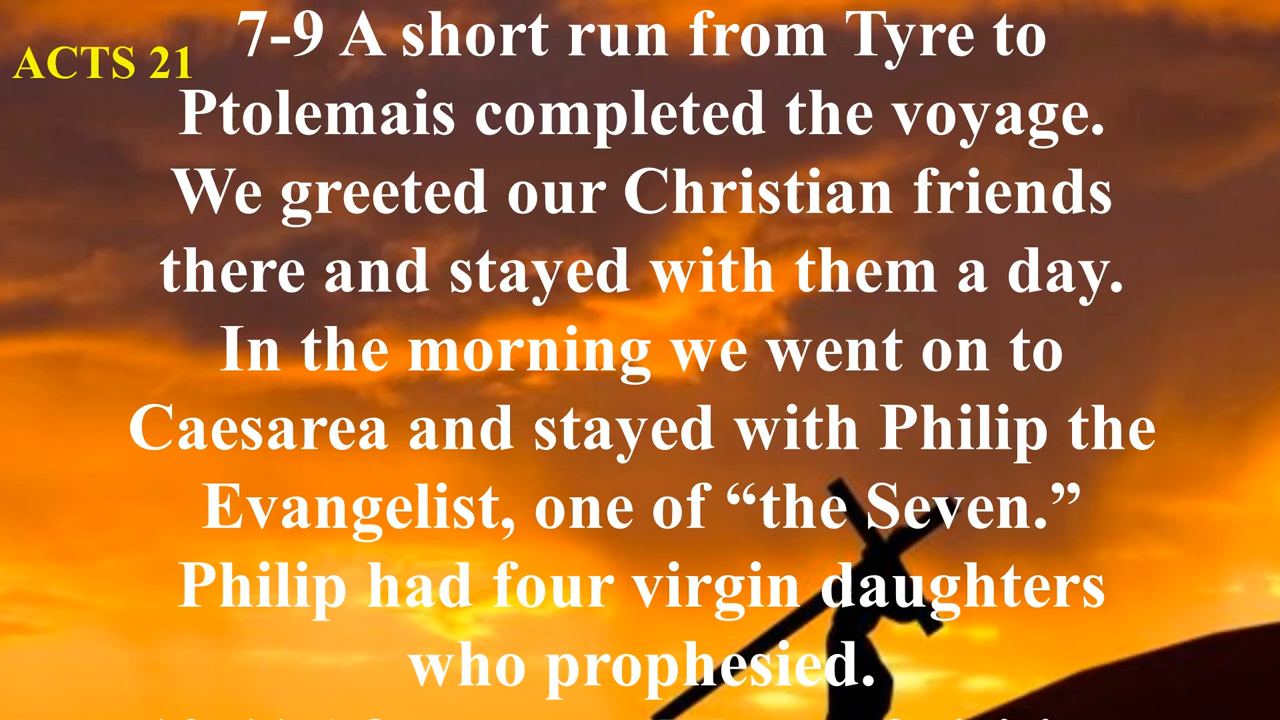 ACTS 21
7-9 A short run from Tyre to
Ptolemais completed the voyage.
We greeted our Christian friends
there and stayed with them a day.
In the morning we went on to
Caesarea and stayed with Philip the
Evangelist, one of “the Seven.”
Philip had four virgin daughters
who prophesied.